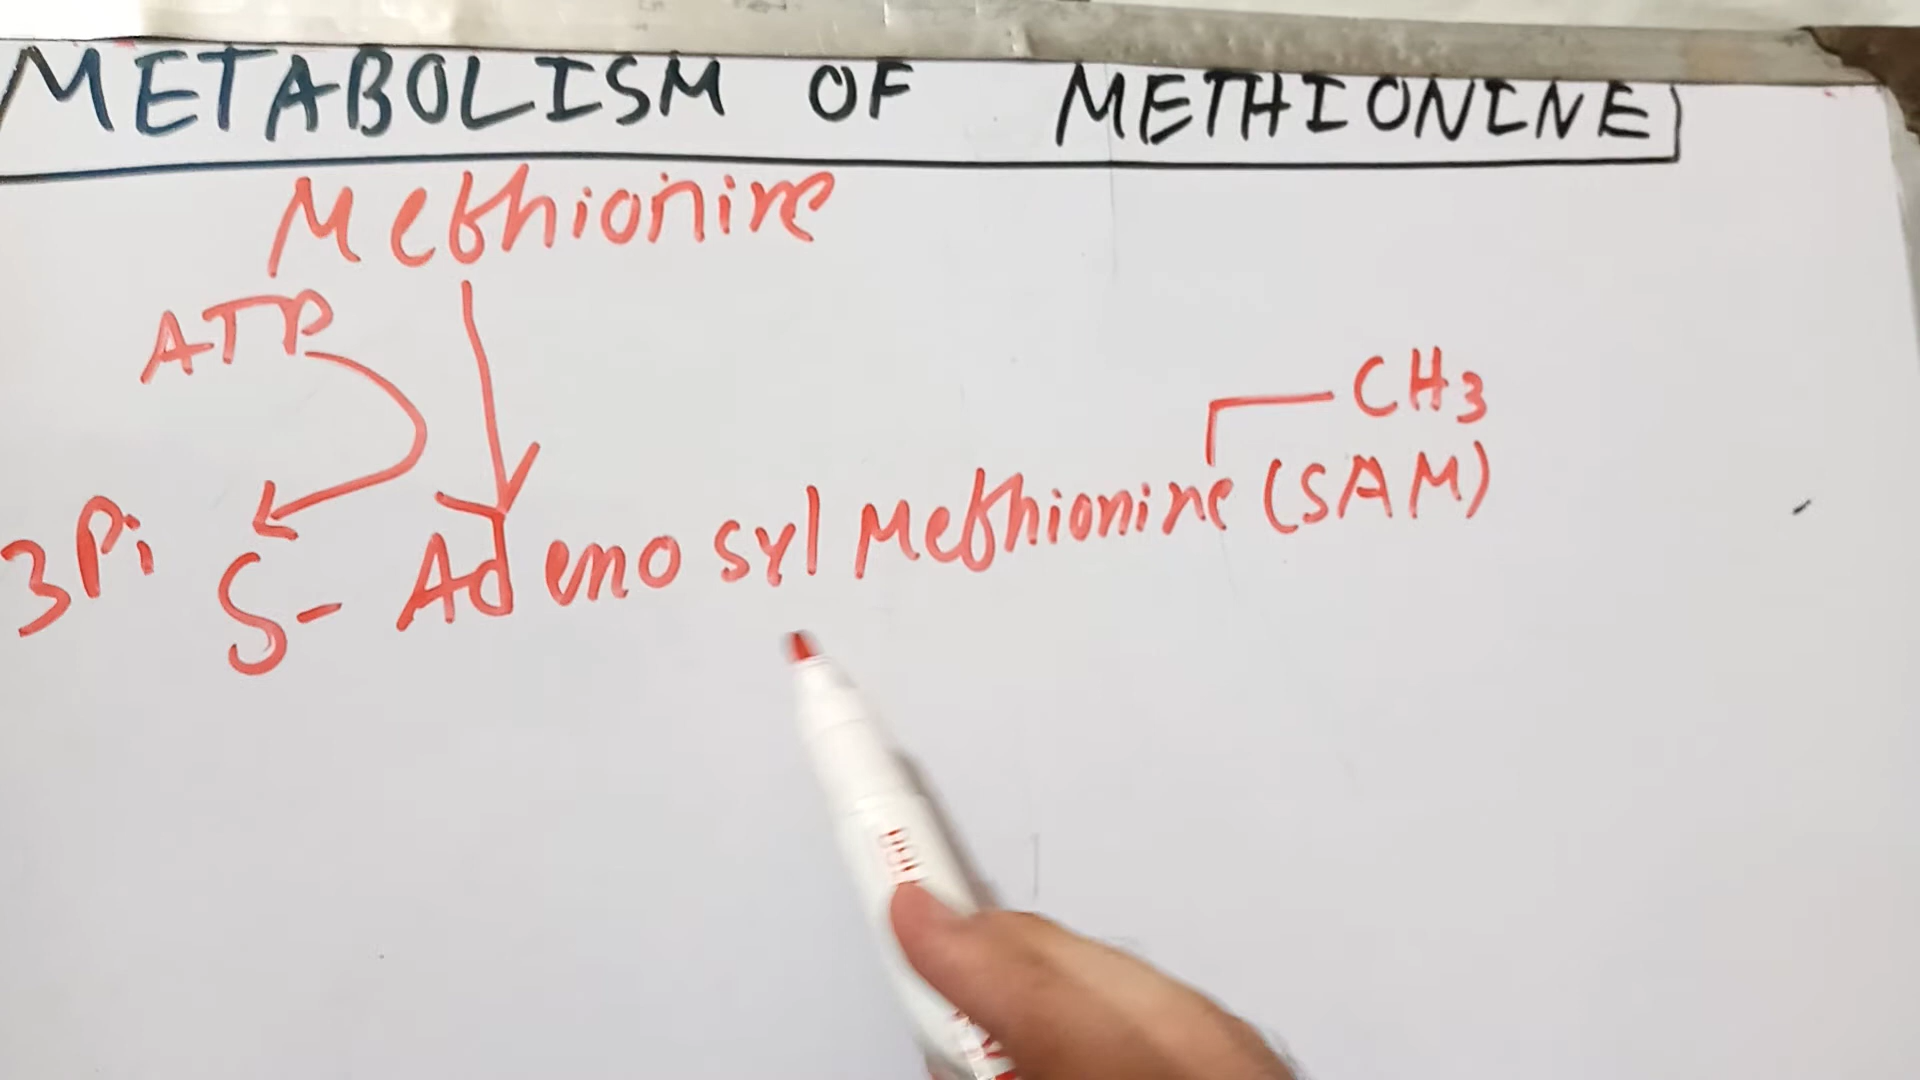 METABOLISM OF METHIONINE
Methionine
ATP
CH3
3Pi
S-Adenosyl Methionine (SAM)